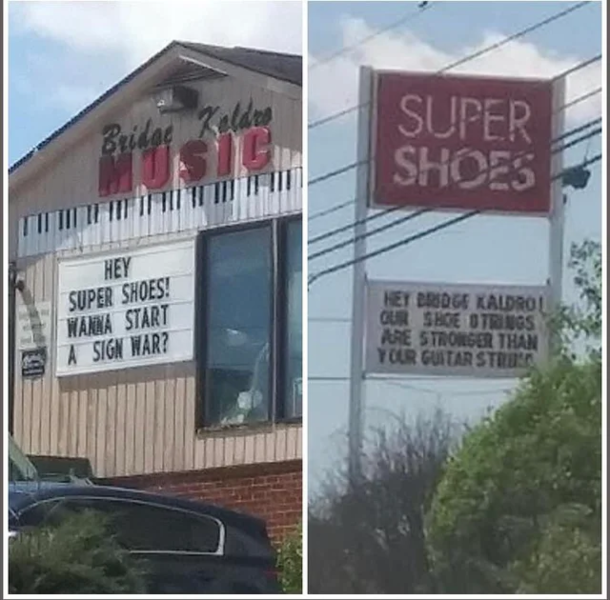 Bridge Kaldro
MUSIC
HEY
SUPER SHOES!
WANNA START
A SIGN WAR?
SUPER
SHOES
HEY BRIDGE KALDRO!
OUR SHOE STRINGS
ARE STRONGER THAN
YOUR GUITAR STRING